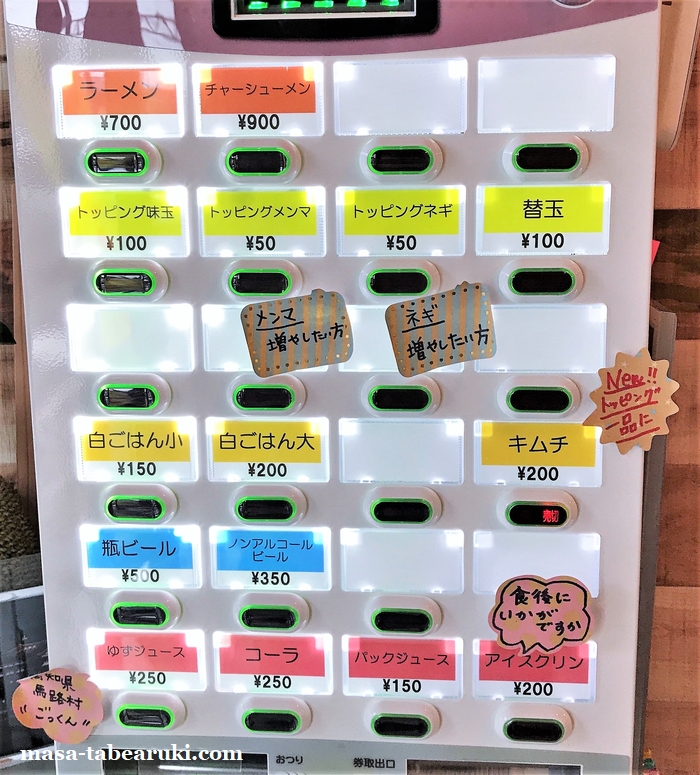 ラーメン
¥700
チャーシューメン
¥900
トッピング味玉
¥100
トッピングメンマ
¥50
トッピングネギ
¥50
替玉
¥100
メンマ
増やしたい方
ネギ
増やしたい方
New!!
トッピング
一品に
白ごはん小
¥150
白ごはん大
¥200
キムチ
¥200
売切
瓶ビール
¥500
ノンアルコール
ビール
¥350
食後に
いかが
ですか
ゆずジュース
¥250
コーラ
¥250
パックジュース
¥150
アイスクリン
¥200
知県
馬路村
"ごっくん"
おつり
券取出口
masa-tabearuki.com